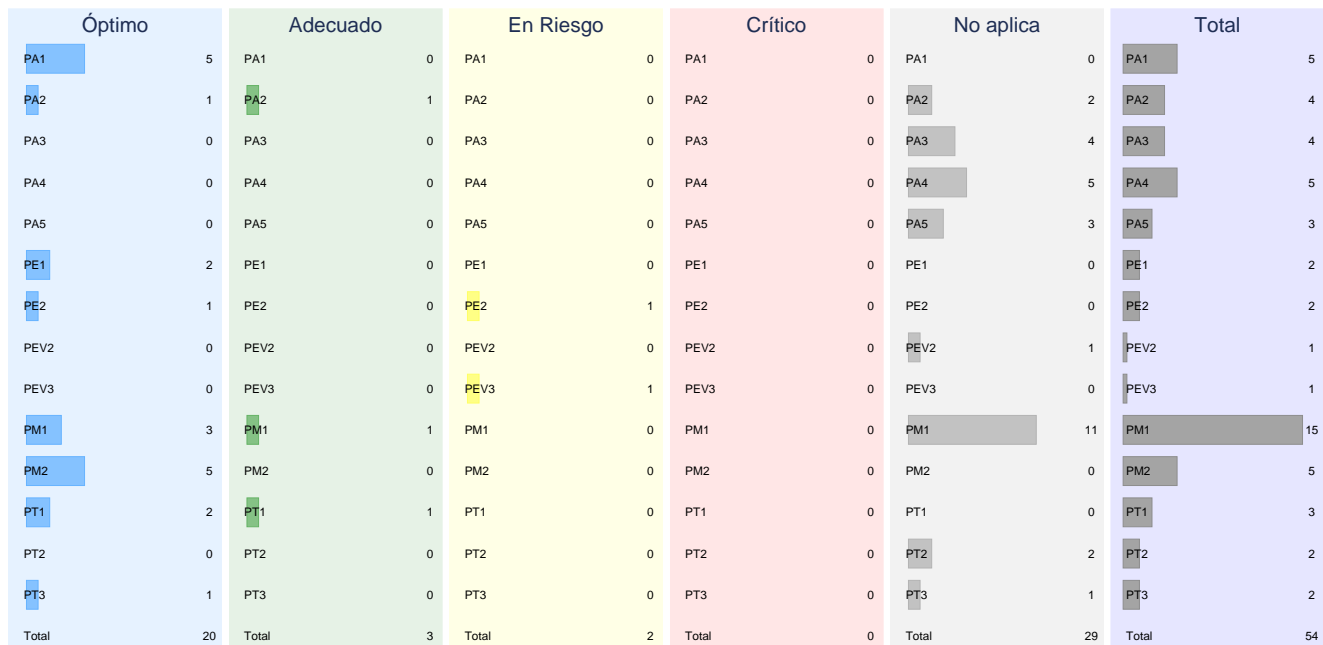 Óptimo Adecuado En Riesgo Crítico No aplica Total
PA1 5 PA1 0 PA1 0 PA1 0 PA1 0 PA1 5
PA2 1 PA2 1 PA2 0 PA2 0 PA2 2 PA2 4
PA3 0 PA3 0 PA3 0 PA3 0 PA3 4 PA3 4
PA4 0 PA4 0 PA4 0 PA4 0 PA4 5 PA4 5
PA5 0 PA5 0 PA5 0 PA5 0 PA5 3 PA5 3
PE1 2 PE1 0 PE1 0 PE1 0 PE1 0 PE1 2
PE2 1 PE2 0 PE2 1 PE2 0 PE2 0 PE2 2
PEV2 0 PEV2 0 PEV2 0 PEV2 0 PEV2 1 PEV2 1
PEV3 0 PEV3 0 PEV3 1 PEV3 0 PEV3 0 PEV3 1
PM1 3 PM1 1 PM1 0 PM1 0 PM1 11 PM1 15
PM2 5 PM2 0 PM2 0 PM2 0 PM2 0 PM2 5
PT1 2 PT1 1 PT1 0 PT1 0 PT1 0 PT1 3
PT2 0 PT2 0 PT2 0 PT2 0 PT2 2 PT2 2
PT3 1 PT3 0 PT3 0 PT3 0 PT3 1 PT3 2
Total 20 Total 3 Total 2 Total 0 Total 29 Total 54